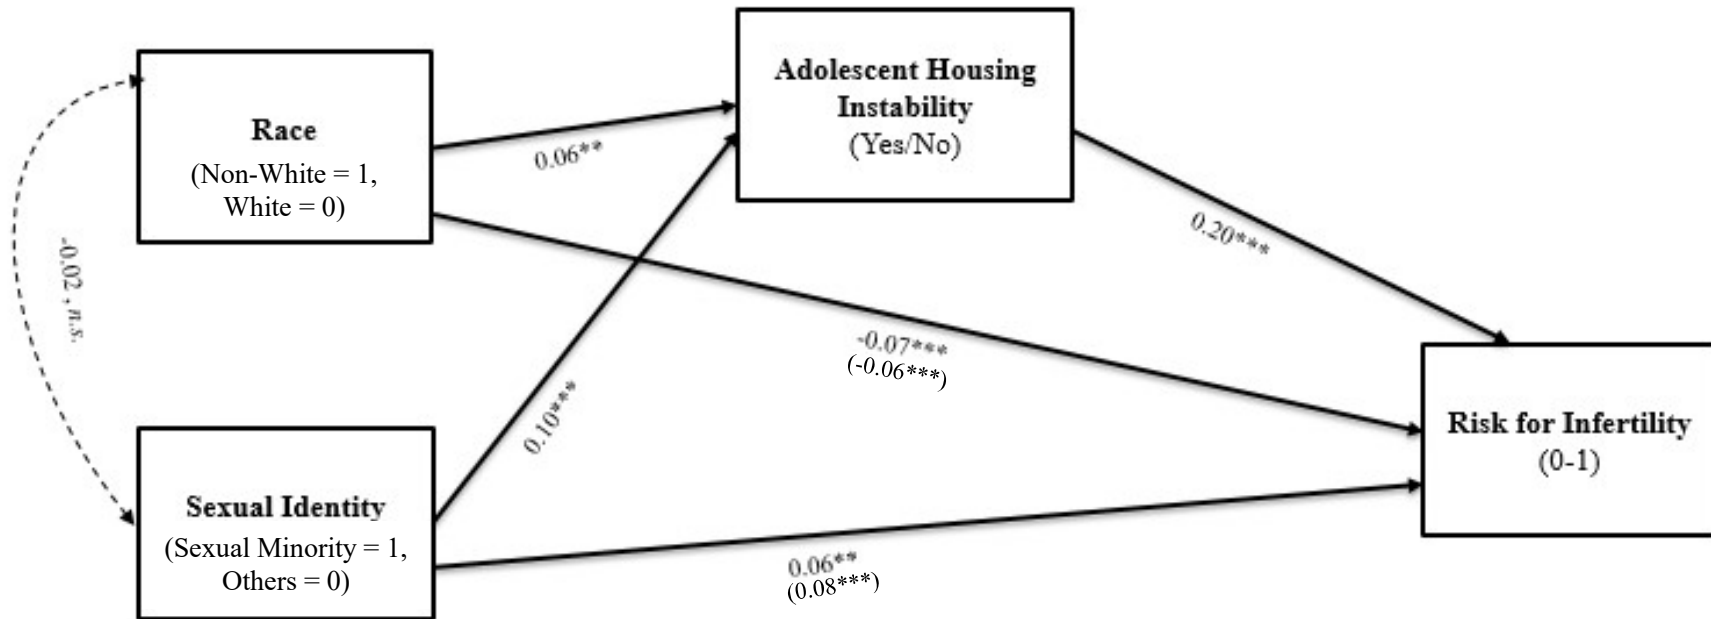 Adolescent Housing
Instability
(Yes/No)
Race
(Non-White = 1,
White = 0)
0.06**
0.20***
-0.02 , n.s.
-0.07***
(-0.06***)
0.10***
Risk for Infertility
(0-1)
Sexual Identity
(Sexual Minority = 1,
Others = 0)
0.06**
(0.08***)